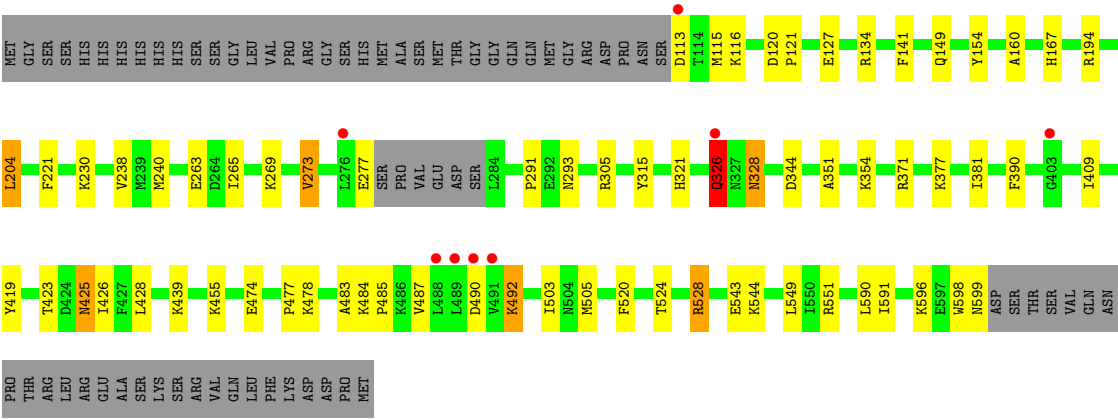 MET GLY SER SER HIS HIS HIS HIS HIS HIS SER SER GLY LEU VAL PRO ARG GLY SER HIS MET ALA SER MET THR GLY GLY GLN GLN MET GLY ARG ASP PRO ASN SER D113 T114 M115 K116 D120 P121 E127 R134 F141 Q149 Y154 A160 H167 R194
L204 F221 K230 V238 M239 M240 E263 D264 I265 K269 V273 L276 E277 SER PRO VAL GLU ASP SER L284 P291 E292 N293 R305 Y315 H321 Q326 N327 N328 D344 A351 K354 R371 K377 I381 F390 G403 I409
Y419 T423 D424 N425 I426 F427 L428 K439 K455 E474 P477 K478 A483 K484 P485 K486 V487 L488 L489 D490 V491 K492 I503 N504 M505 F520 T524 R528 E543 K544 L549 I550 R551 L590 I591 K596 E597 W598 N599 ASP SER THR SER VAL GLN ASN
PRO THR ARG LEU ARG GLU ALA SER LYS SER ARG VAL GLN LEU PHE LYS ASP ASP PRO MET